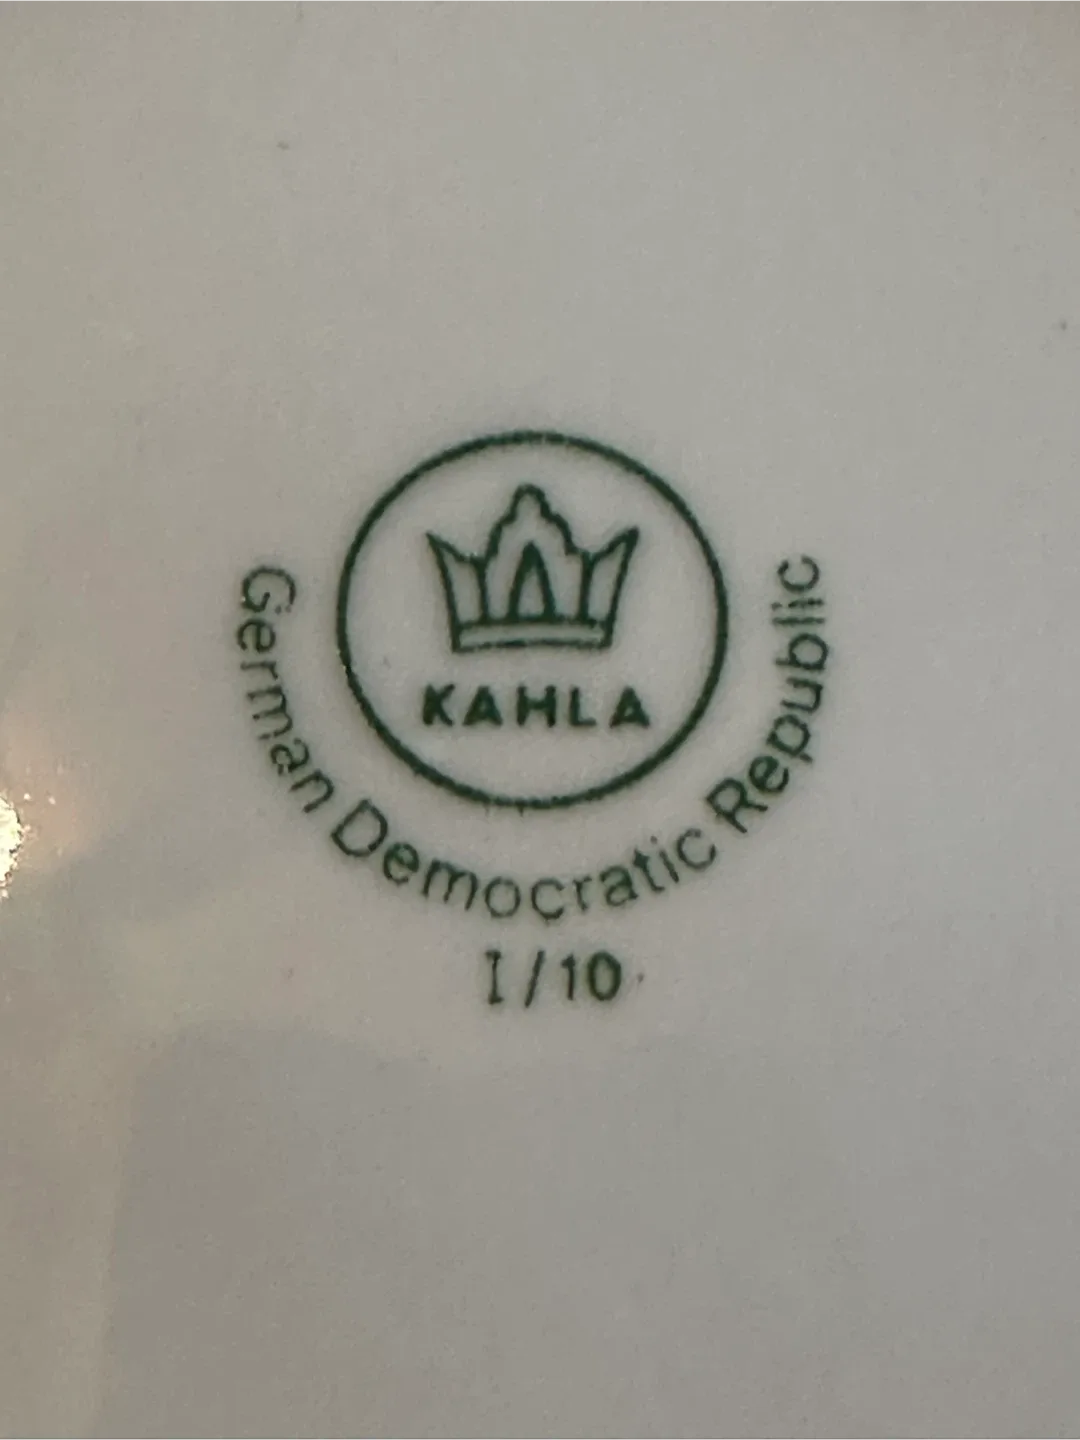 KAHLA
German Democratic Republic
I/10